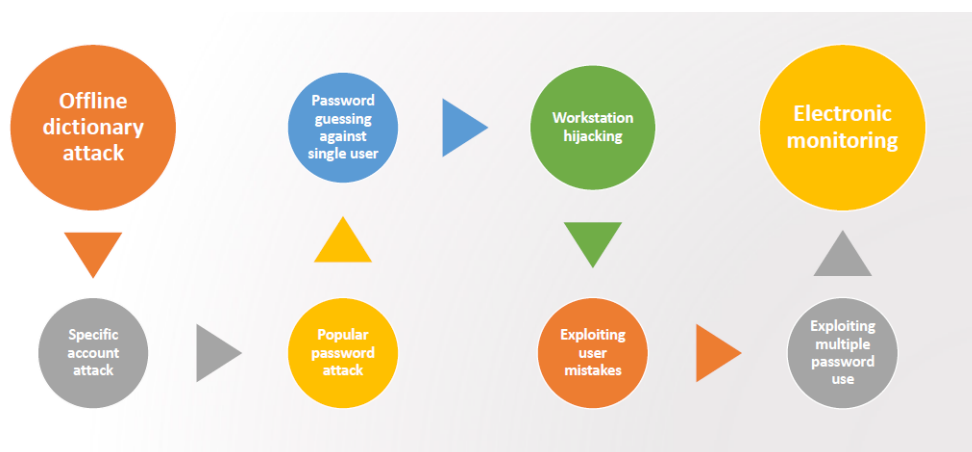 Offline
dictionary
attack
Specific
account
attack
Popular
password
attack
Password
guessing
against
single user
Workstation
hijacking
Exploiting
user
mistakes
Exploiting
multiple
password
use
Electronic
monitoring